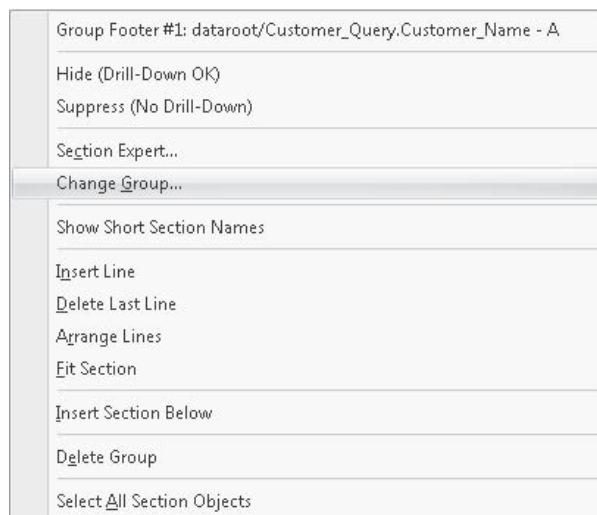 Group Footer #1: dataroot/Customer_Query.Customer_Name - A
Hide (Drill-Down OK)
Suppress (No Drill-Down)
Section Expert...
Change Group...
Show Short Section Names
Insert Line
Delete Last Line
Arrange Lines
Fit Section
Insert Section Below
Delete Group
Select All Section Objects